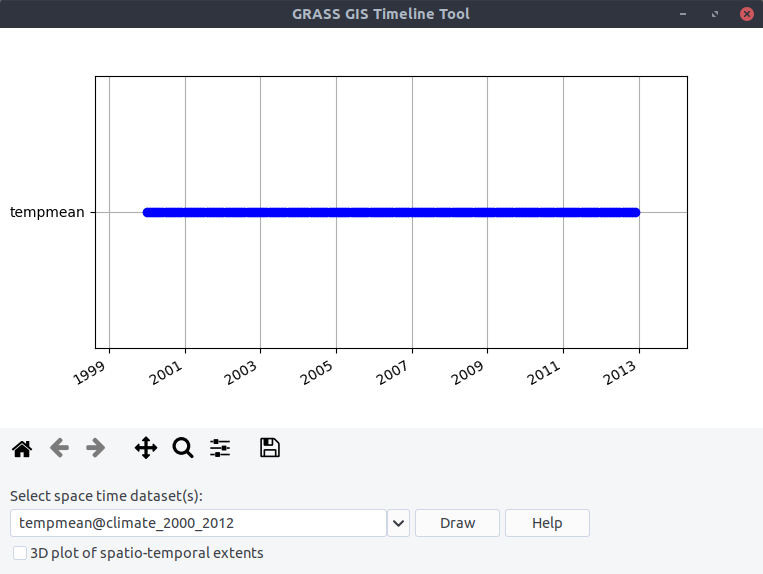 GRASS GIS Timeline Tool
tempmean
1999 2001 2003 2005 2007 2009 2011 2013
Select space time dataset(s):
tempmean@climate_2000_2012 Draw Help
3D plot of spatio-temporal extents